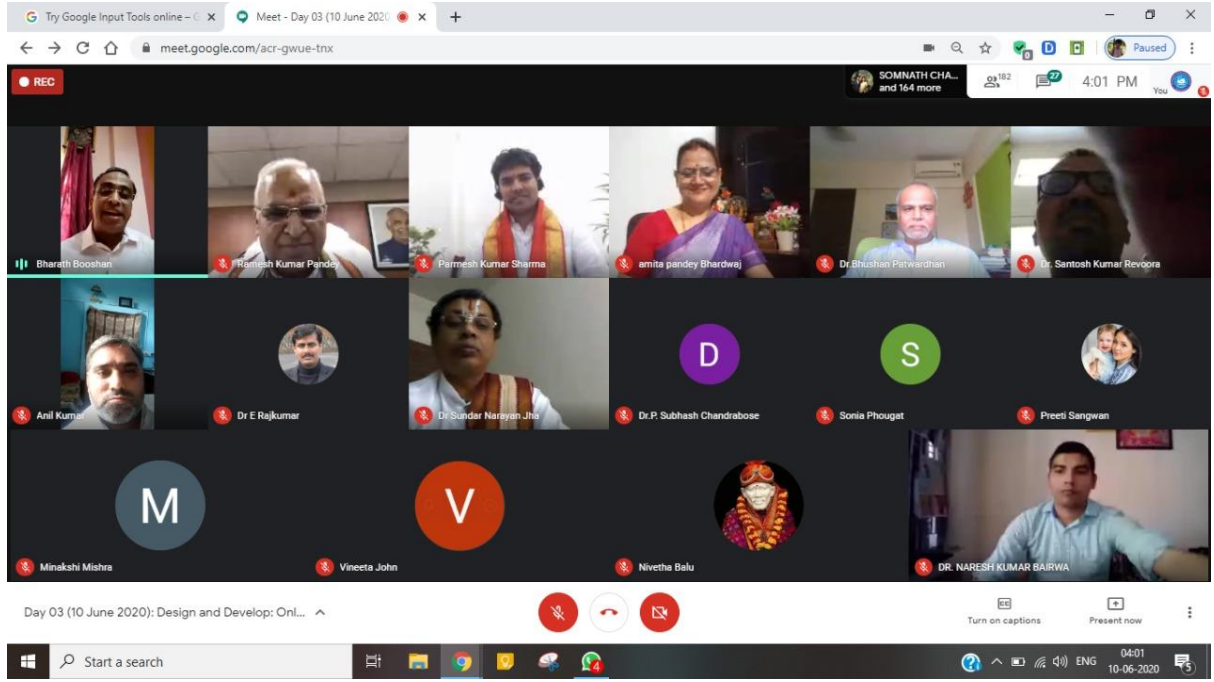 Try Google Input Tools online – G
Meet - Day 03 (10 June 2020
meet.google.com/acr-gwue-tnx
Paused
REC
SOMNATH CHA...
and 164 more
182
27
4:01 PM
You
Bharath Booshan
Ramesh Kumar Pandey
Parmesh Kumar Sharma
amita pandey Bhardwaj
Dr.Bhushan Patwardhan
Dr. Santosh Kumar Revoora
Anil Kumar
Dr E Rajkumar
Dr Sundar Narayan Jha
D
Dr.P. Subhash Chandrabose
S
Sonia Phougat
Preeti Sangwan
M
Minakshi Mishra
V
Vineeta John
Nivetha Balu
DR. NARESH KUMAR BAIRWA
Day 03 (10 June 2020): Design and Develop: Onl...
CC
Turn on captions
Present now
Start a search
4
ENG
04:01
10-06-2020
5